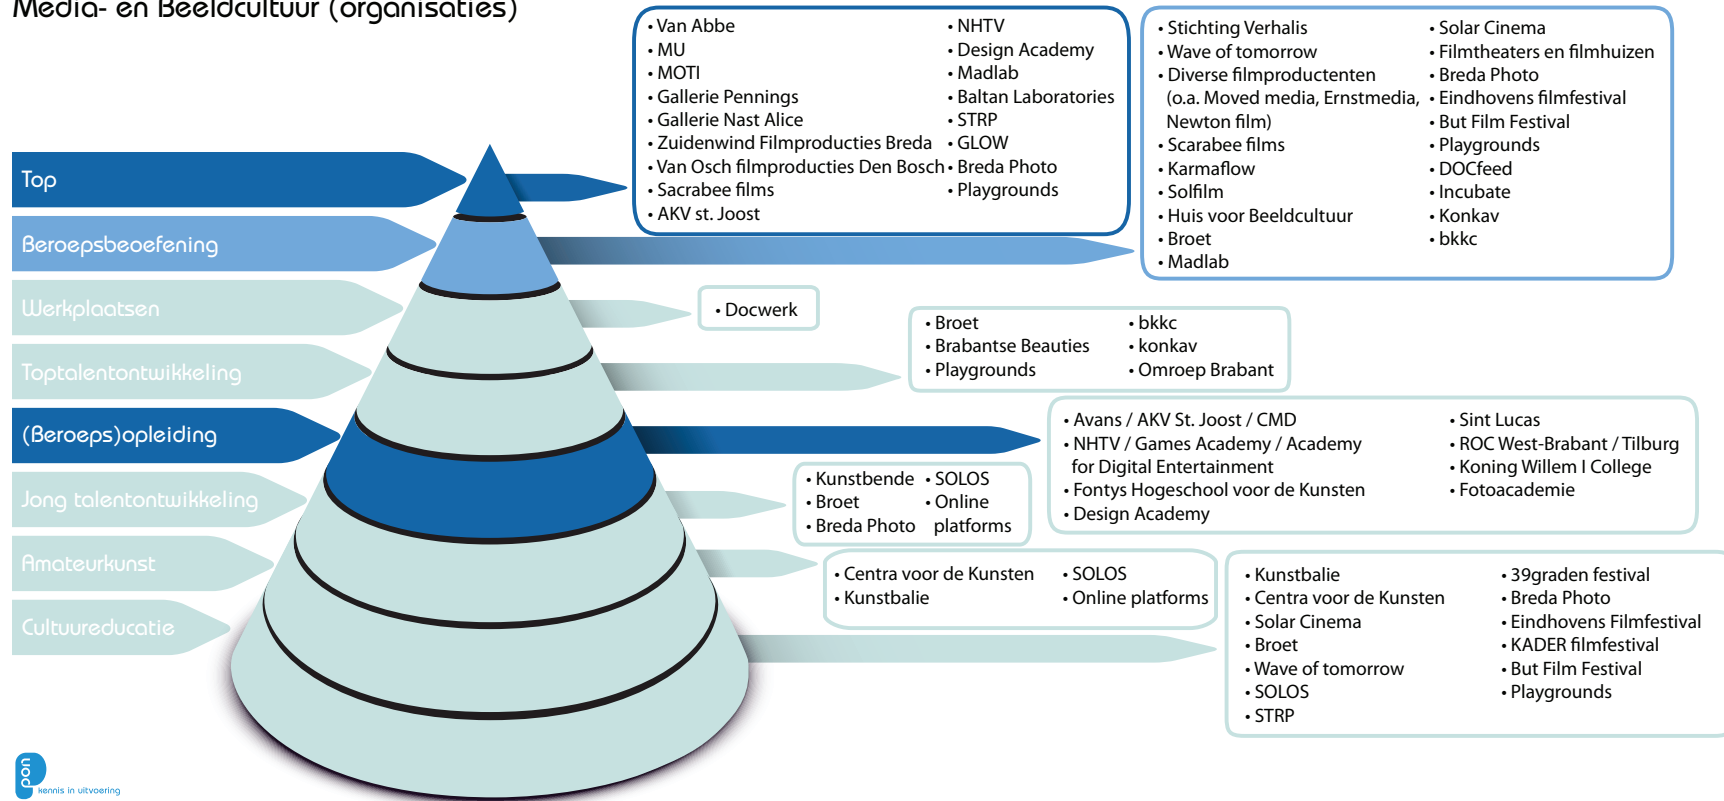 Media- en Beeldcultuur (organisaties)
Top
• Van Abbe
• MU
• MOTI
• Gallerie Pennings
• Gallerie Nast Alice
• Zuidenwind Filmproducties Breda
• Van Osch filmproducties Den Bosch
• Sacrabee films
• AKV st. Joost
• NHTV
• Design Academy
• Madlab
• Baltan Laboratories
• STRP
• GLOW
• Breda Photo
• Playgrounds
Beroepsbeoefening
• Stichting Verhalis
• Wave of tomorrow
• Diverse filmproductenten
(o.a. Moved media, Ernstmedia,
Newton film)
• Scarabee films
• Karmaflow
• Solfilm
• Huis voor Beeldcultuur
• Broet
• Madlab
• Solar Cinema
• Filmtheaters en filmhuizen
• Breda Photo
• Eindhovens filmfestival
• But Film Festival
• Playgrounds
• DOCfeed
• Incubate
• Konkav
• bkkc
Werkplaatsen
• Docwerk
Toptalentontwikkeling
• Broet
• Brabantse Beauties
• Playgrounds
• bkkc
• konkav
• Omroep Brabant
(Beroeps)opleiding
• Avans / AKV St. Joost / CMD
• NHTV / Games Academy / Academy
for Digital Entertainment
• Fontys Hogeschool voor de Kunsten
• Design Academy
• Sint Lucas
• ROC West-Brabant / Tilburg
• Koning Willem I College
• Fotoacademie
Jong talentontwikkeling
• Kunstbende
• Broet
• Breda Photo
• SOLOS
• Online
platforms
Amateurkunst
• Centra voor de Kunsten
• Kunstbalie
• SOLOS
• Online platforms
Cultuureducatie
• Kunstbalie
• Centra voor de Kunsten
• Solar Cinema
• Broet
• Wave of tomorrow
• SOLOS
• STRP
• 39graden festival
• Breda Photo
• Eindhovens Filmfestival
• KADER filmfestival
• But Film Festival
• Playgrounds
pon
kennis in uitvoering